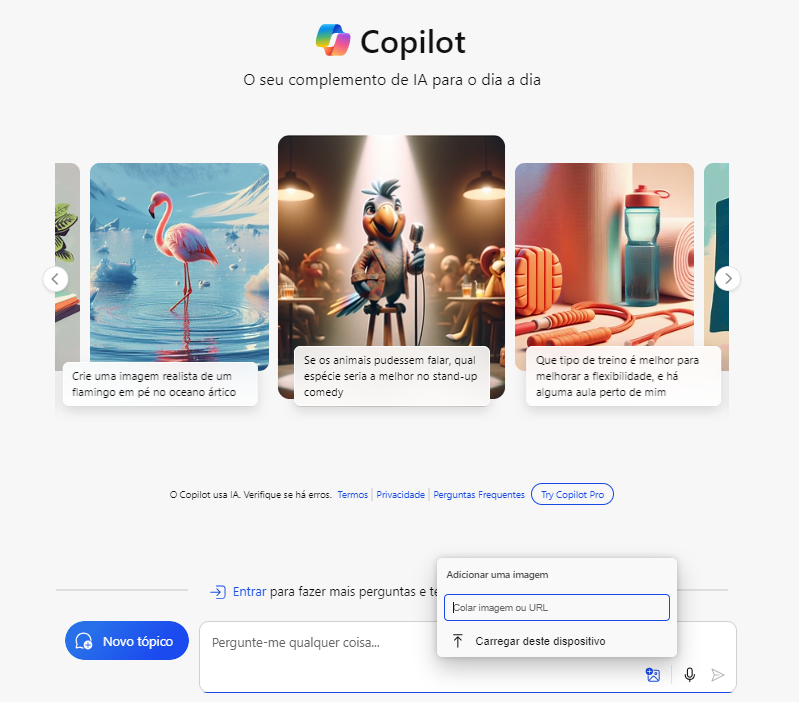 Copilot
O seu complemento de IA para o dia a dia
Crie uma imagem realista de um
flamingo em pé no oceano ártico
Se os animais pudessem falar, qual
espécie seria a melhor no stand-up
comedy
Que tipo de treino é melhor para
melhorar a flexibilidade, e há
alguma aula perto de mim
O Copilot usa IA. Verifique se há erros. Termos | Privacidade | Perguntas Frequentes Try Copilot Pro
Adicionar uma imagem
Entrar para fazer mais perguntas e te
Colar imagem ou URL
Novo tópico
Pergunte-me qualquer coisa...
Carregar deste dispositivo